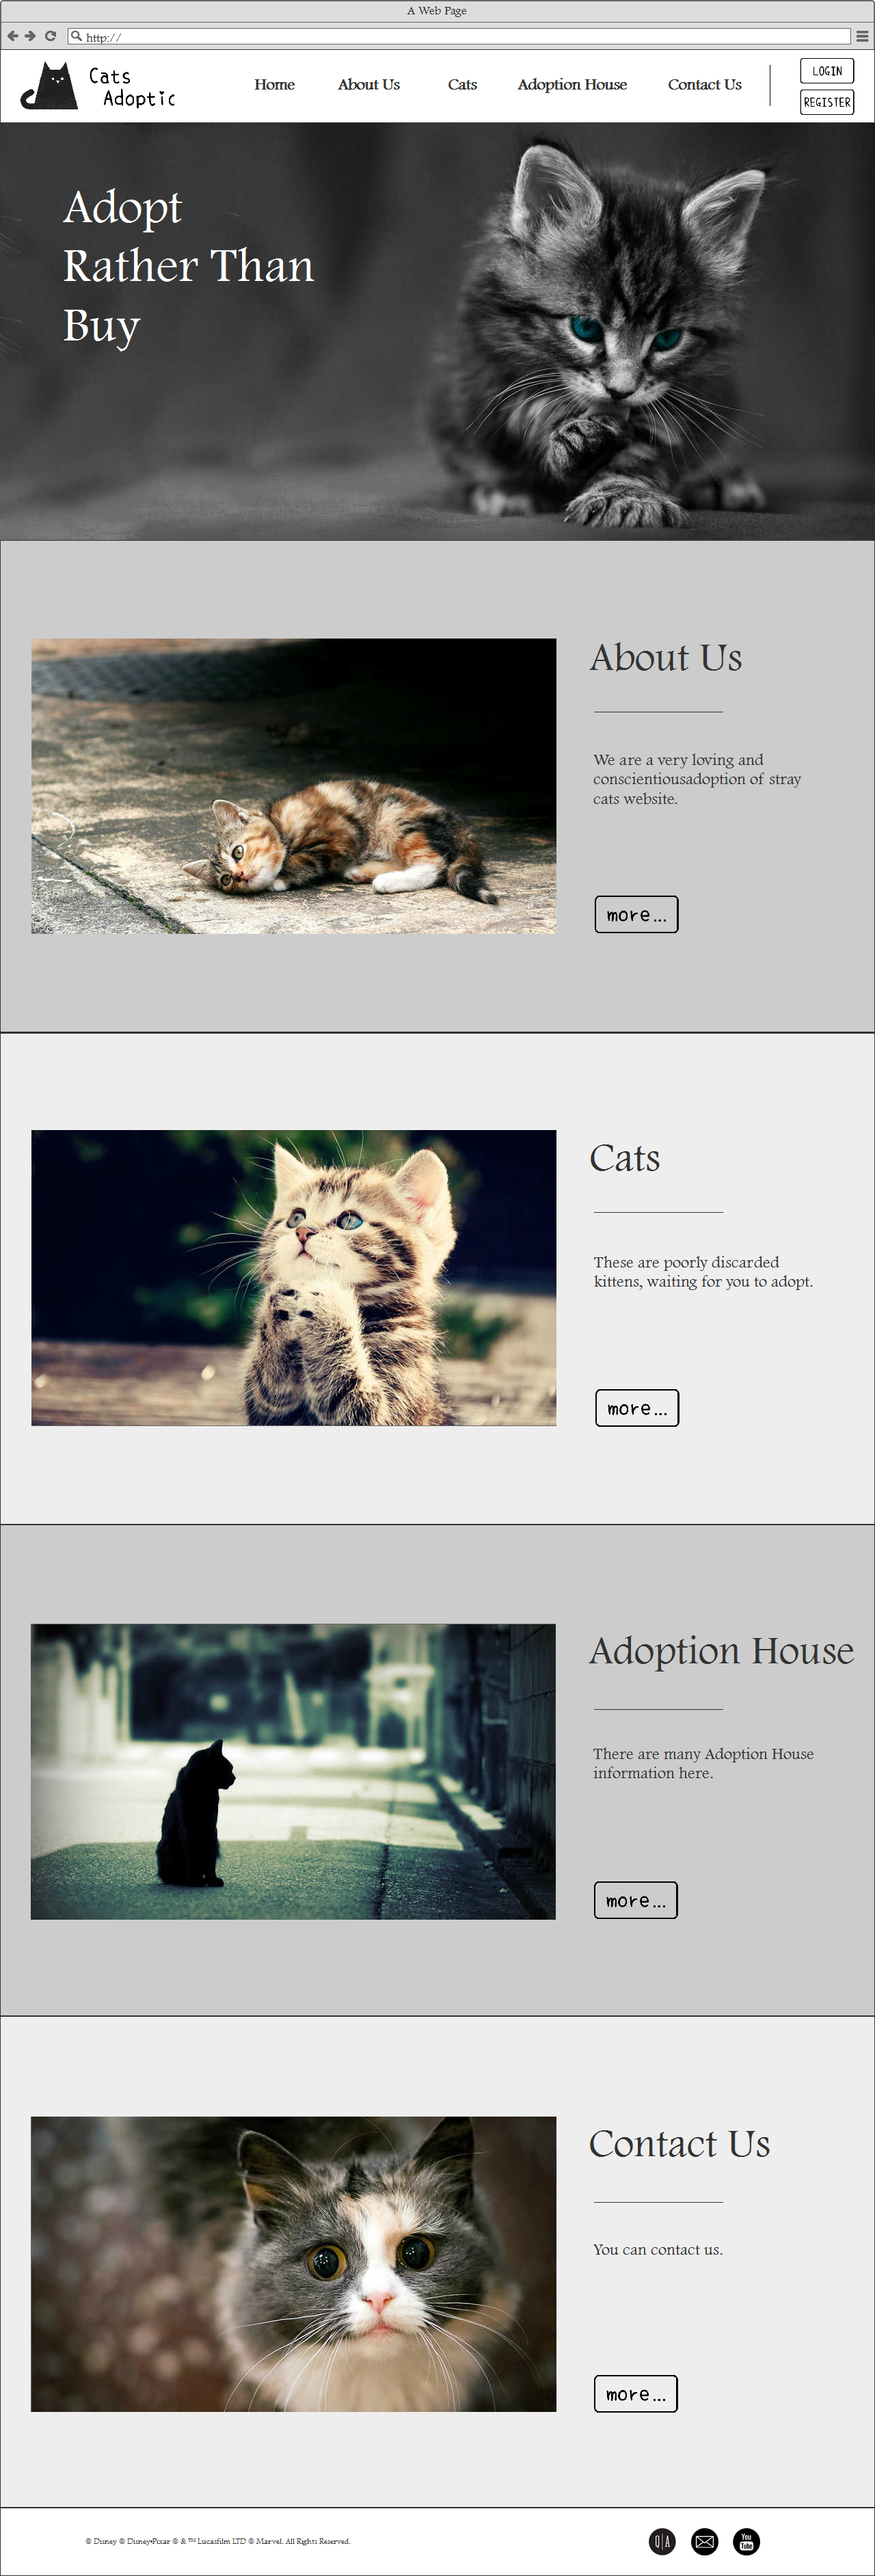 A Web Page
http://
Cats
Adoptic
Home About Us Cats Adoption House Contact Us
LOGIN
REGISTER
Adopt
Rather Than
Buy
About Us
We are a very loving and
conscientiousadoption of stray
cats website.
more...
Cats
These are poorly discarded
kittens, waiting for you to adopt.
more...
Adoption House
There are many Adoption House
information here.
more...
Contact Us
You can contact us.
more...
© Disney © Disney•Pixar © & ™ Lucasfilm LTD © Marvel. All Rights Reserved.
Q|A
You
Tube